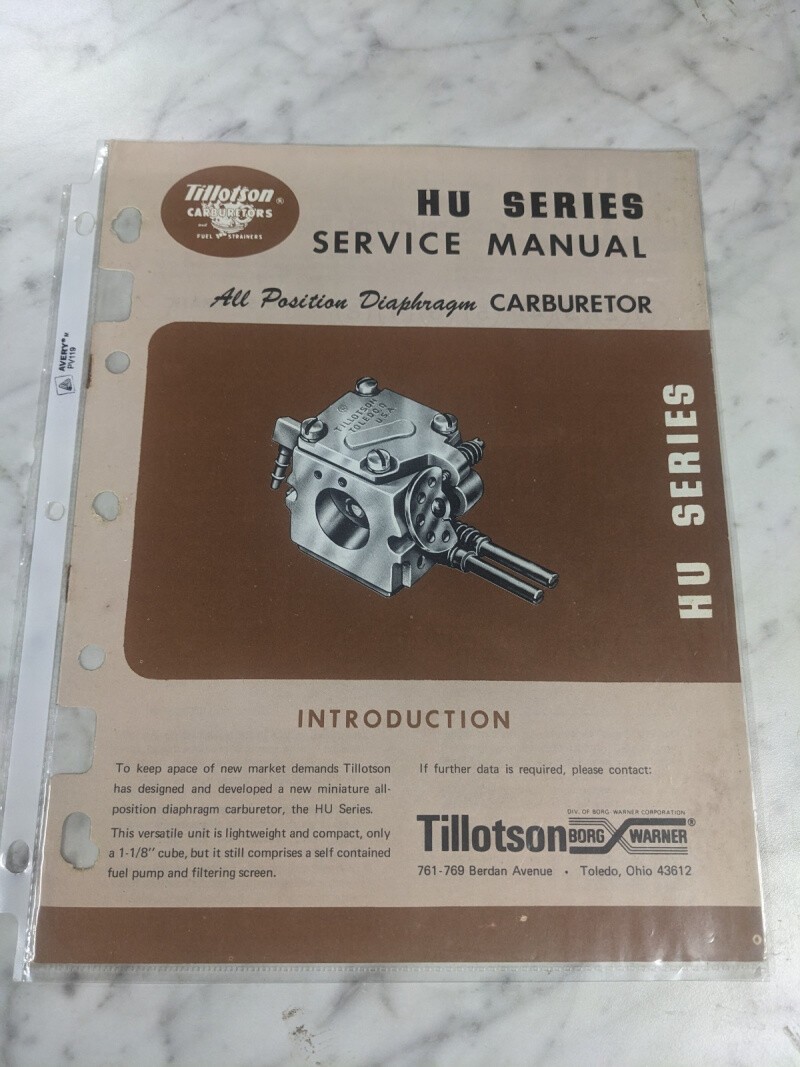 Tillotson®
CARBURETORS
and
FUEL STRAINERS
HU SERIES
SERVICE MANUAL
All Position Diaphragm CARBURETOR
AVERY®
PV119
® TILLOTSON
TOLEDO, O
U.S.A
HU SERIES
INTRODUCTION
To keep apace of new market demands Tillotson
has designed and developed a new miniature all-
position diaphragm carburetor, the HU Series.
This versatile unit is lightweight and compact, only
a 1-1/8" cube, but it still comprises a self contained
fuel pump and filtering screen.
If further data is required, please contact:
DIV. OF BORG-WARNER CORPORATION
Tillotson BORG WARNER®
761-769 Berdan Avenue • Toledo, Ohio 43612